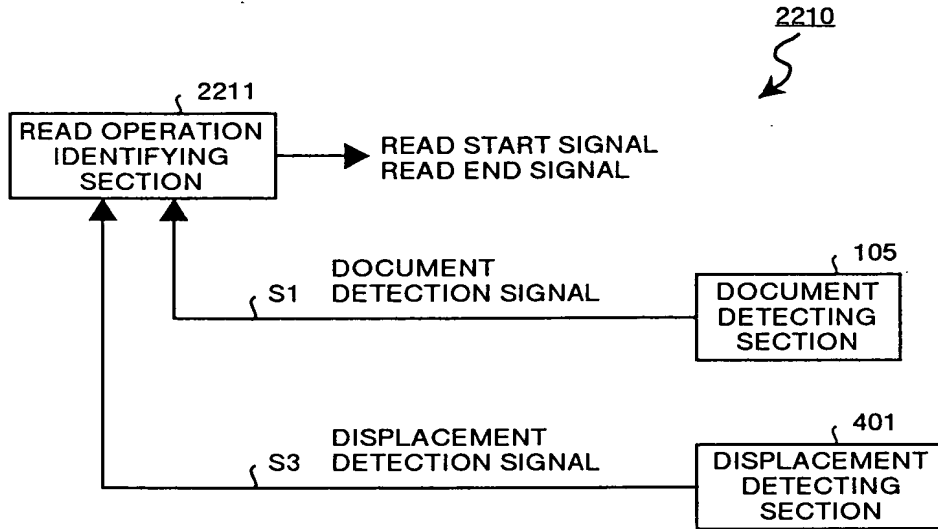 2210
2211
READ OPERATION
IDENTIFYING
SECTION
READ START SIGNAL
READ END SIGNAL
105
S1
DOCUMENT
DETECTION SIGNAL
DOCUMENT
DETECTING
SECTION
401
S3
DISPLACEMENT
DETECTION SIGNAL
DISPLACEMENT
DETECTING
SECTION